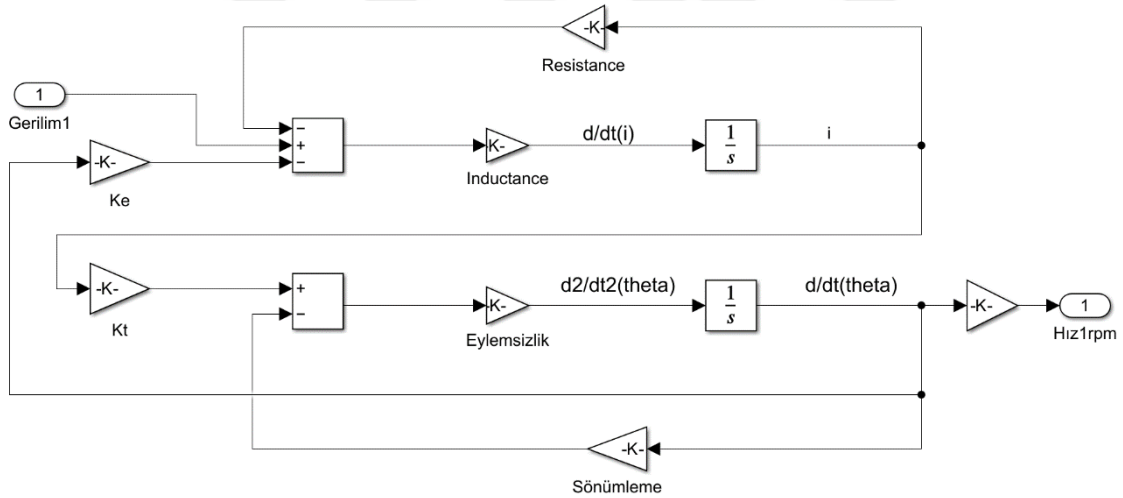 -K-
Resistance
1
Gerilim1
-K-
Ke
−
+
−
K-
Inductance
d/dt(i)
1
s
i
-K-
Kt
+
−
K-
Eylemsizlik
d2/dt2(theta)
1
s
d/dt(theta)
-K-
1
Hız1rpm
-K-
Sönümleme